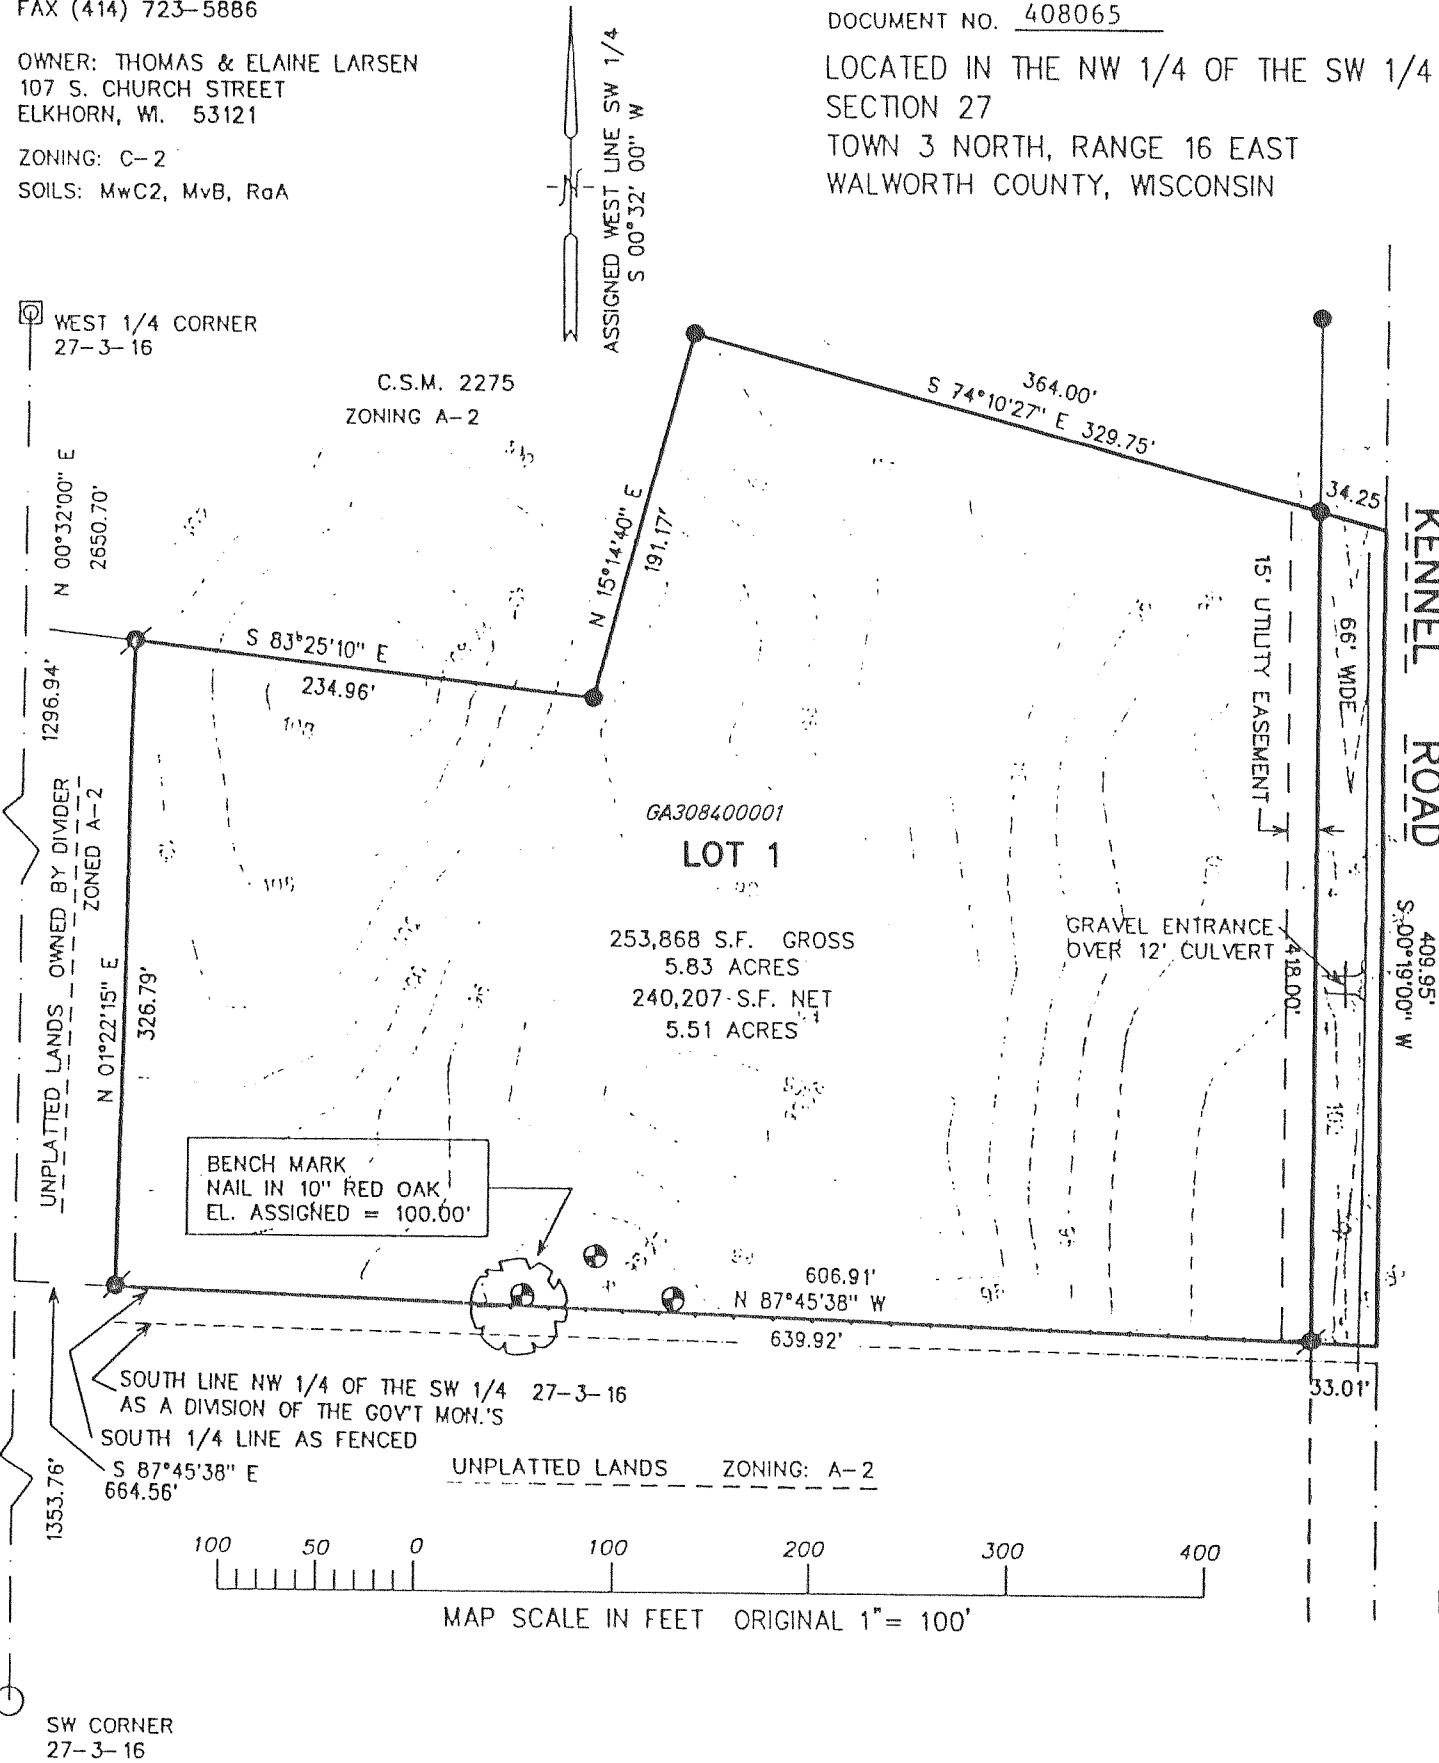 FAX (414) 723-5886
OWNER: THOMAS & ELAINE LARSEN
107 S. CHURCH STREET
ELKHORN, WI. 53121
ZONING: C-2
SOILS: MwC2, MvB, RaA
N
ASSIGNED WEST LINE SW 1/4
S 00°32' 00" W
DOCUMENT NO. 408065
LOCATED IN THE NW 1/4 OF THE SW 1/4
SECTION 27
TOWN 3 NORTH, RANGE 16 EAST
WALWORTH COUNTY, WISCONSIN
WEST 1/4 CORNER
27-3-16
C.S.M. 2275
ZONING A-2
364.00'
S 74°10'27" E 329.75'
34.25
N 00°32'00" E
2650.70'
N 15°14'40" E
191.17'
KENNEL ROAD
66' WIDE
15' UTILITY EASEMENT
S 83°25'10" E
234.96'
1296.94'
UNPLATTED LANDS OWNED BY DIVIDER
ZONED A-2
N 01°22'15" E
326.79'
GA308400001
LOT 1
253,868 S.F. GROSS
5.83 ACRES
240,207 S.F. NET
5.51 ACRES
GRAVEL ENTRANCE
OVER 12' CULVERT
418.00'
409.95'
S 00°19'00" W
102
BENCH MARK
NAIL IN 10" RED OAK
EL. ASSIGNED = 100.00'
606.91'
N 87°45'38" W
639.92'
33.01'
SOUTH LINE NW 1/4 OF THE SW 1/4 27-3-16
AS A DIVISION OF THE GOV'T MON.'S
SOUTH 1/4 LINE AS FENCED
S 87°45'38" E
664.56'
1353.76'
UNPLATTED LANDS ZONING: A-2
100 50 0 100 200 300 400
MAP SCALE IN FEET ORIGINAL 1"= 100'
SW CORNER
27-3-16